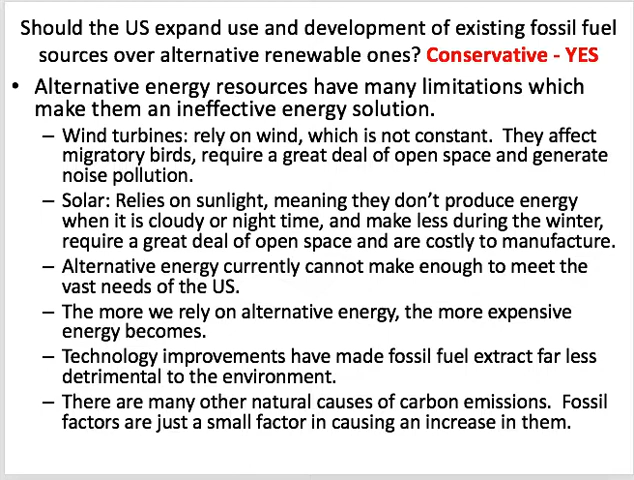 Should the US expand use and development of existing fossil fuel
sources over alternative renewable ones? Conservative - YES
• Alternative energy resources have many limitations which
make them an ineffective energy solution.
– Wind turbines: rely on wind, which is not constant. They affect
migratory birds, require a great deal of open space and generate
noise pollution.
– Solar: Relies on sunlight, meaning they don't produce energy
when it is cloudy or night time, and make less during the winter,
require a great deal of open space and are costly to manufacture.
– Alternative energy currently cannot make enough to meet the
vast needs of the US.
– The more we rely on alternative energy, the more expensive
energy becomes.
– Technology improvements have made fossil fuel extract far less
detrimental to the environment.
– There are many other natural causes of carbon emissions. Fossil
factors are just a small factor in causing an increase in them.